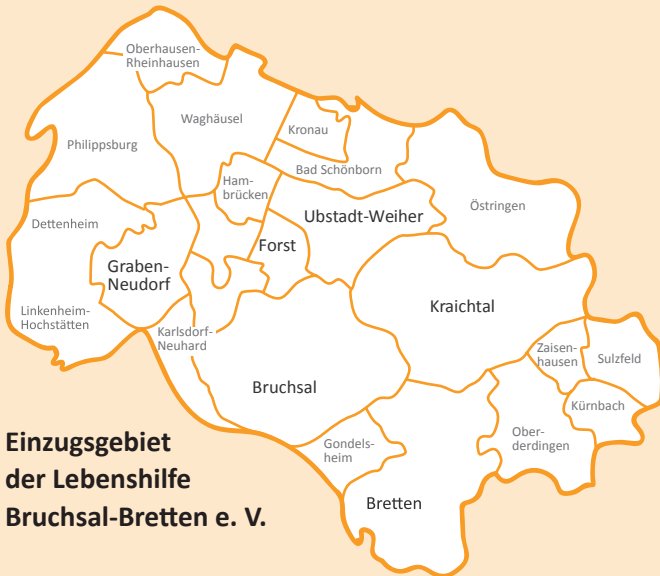 Oberhausen-
Rheinhausen
Waghäusel
Kronau
Philippsburg
Bad Schönborn
Ham-
brücken
Östringen
Dettenheim
Ubstadt-Weiher
Forst
Graben-
Neudorf
Kraichtal
Linkenheim-
Hochstätten
Karlsdorf-
Neuhard
Zaisen-
hausen
Sulzfeld
Bruchsal
Kürnbach
Gondels-
heim
Ober-
derdingen
Bretten
Einzugsgebiet
der Lebenshilfe
Bruchsal-Bretten e. V.